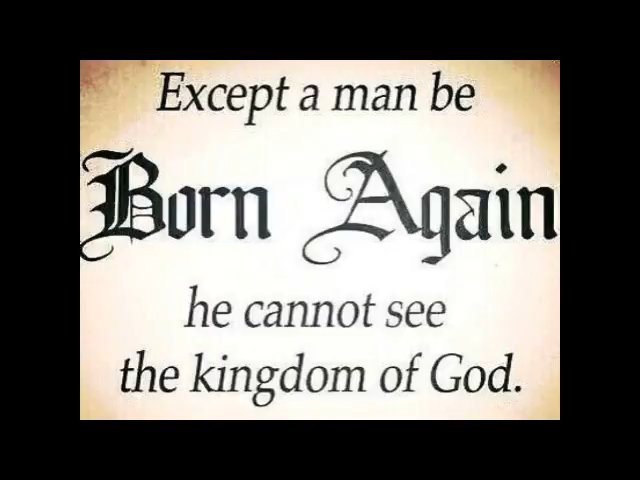 Except a man be
Born Again
he cannot see
the kingdom of God.